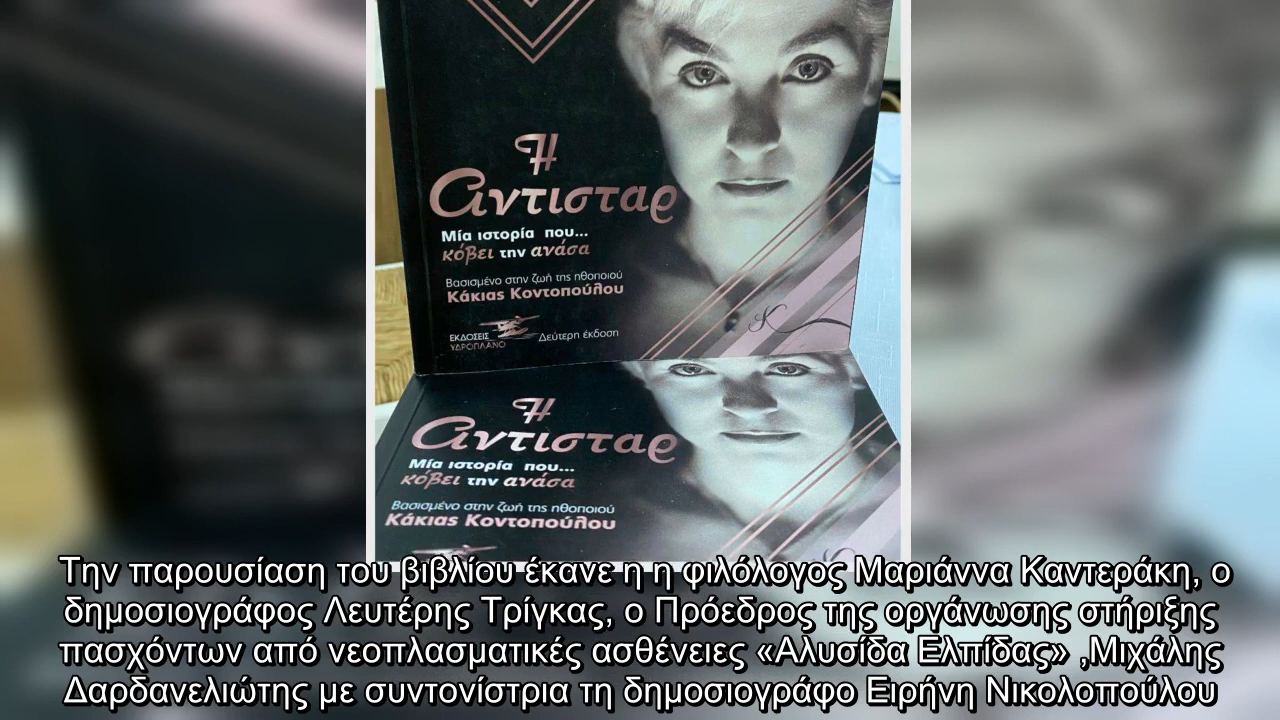 Η
αντισταρ
Μία ιστορία που...
κόβει την ανάσα
Βασισμένο στην ζωή της ηθοποιού
Κάκιας Κοντοπούλου
ΕΚΔΟΣΕΙΣ
ΥΔΡΟΠΛΑΝΟ
Δεύτερη έκδοση
Η
αντισταρ
Μία ιστορία που...
κόβει την ανάσα
Βασισμένο στην ζωή της ηθοποιού
Κάκιας Κοντοπούλου
Την παρουσίαση του βιβλίου έκανε η η φιλόλογος Μαριάννα Καντεράκη, ο
δημοσιογράφος Λευτέρης Τρίγκας, ο Πρόεδρος της οργάνωσης στήριξης
πασχόντων από νεοπλασματικές ασθένειες «Αλυσίδα Ελπίδας» ,Μιχάλης
Δαρδανελιώτης με συντονίστρια τη δημοσιογράφο Ειρήνη Νικολοπούλου